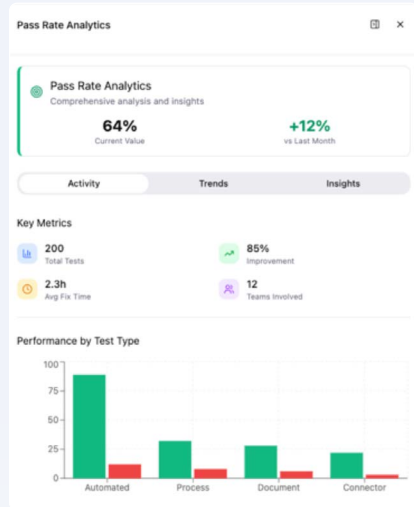 Pass Rate Analytics
Pass Rate Analytics
Comprehensive analysis and insights
64%
+12%
Current Value
vs Last Month
Activity
Trends
Insights
Key Metrics
200
Total Tests
85%
Improvement
2.3h
Avg Fix Time
12
Teams Involved
Performance by Test Type
100
75
50
25
0
Automated
Process
Document
Connector